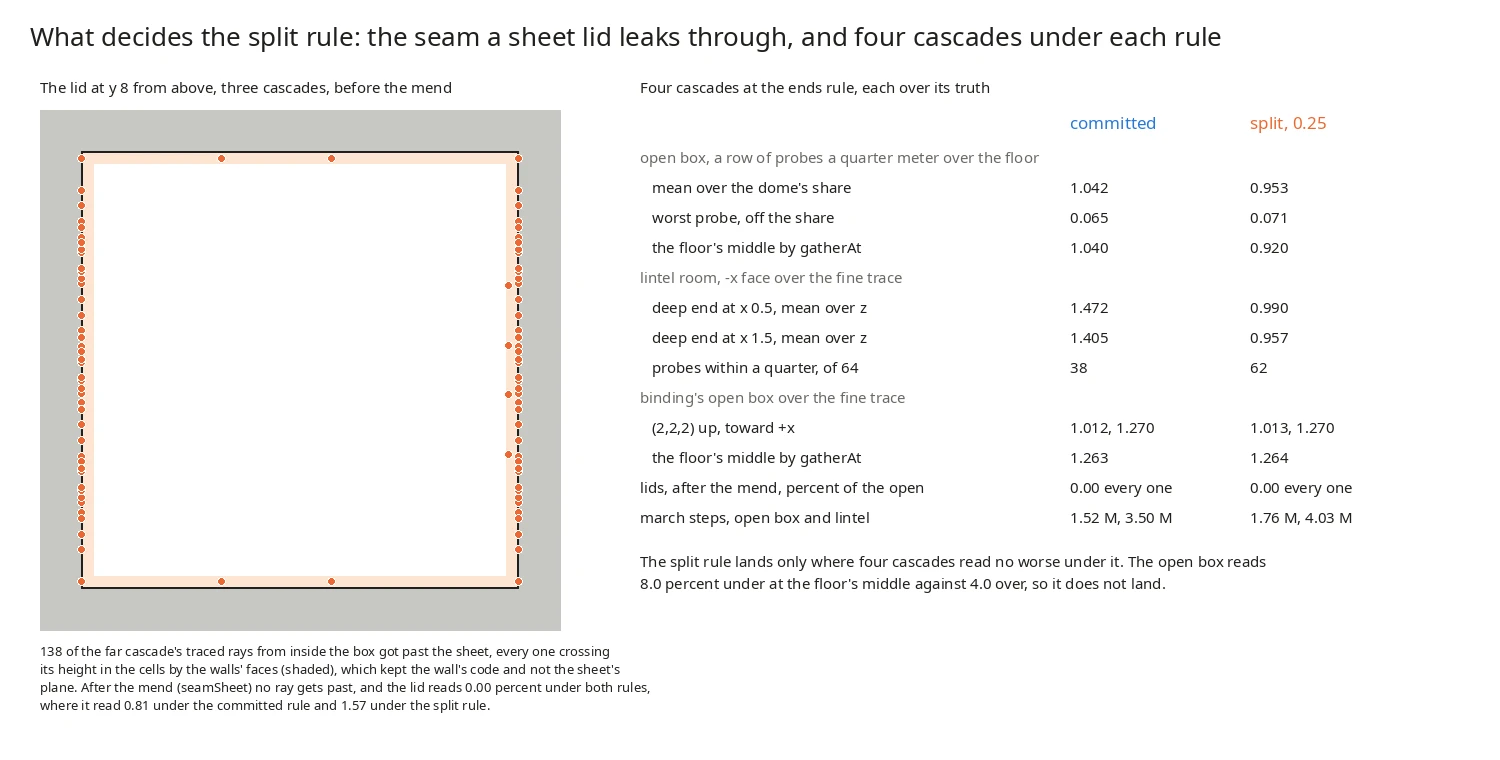 What decides the split rule: the seam a sheet lid leaks through, and four cascades under each rule
The lid at y 8 from above, three cascades, before the mend
138 of the far cascade's traced rays from inside the box got past the sheet, every one crossing
its height in the cells by the walls' faces (shaded), which kept the wall's code and not the sheet's
plane. After the mend (seamSheet) no ray gets past, and the lid reads 0.00 percent under both rules,
where it read 0.81 under the committed rule and 1.57 under the split rule.
Four cascades at the ends rule, each over its truth
committed split, 0.25
open box, a row of probes a quarter meter over the floor
mean over the dome's share 1.042 0.953
worst probe, off the share 0.065 0.071
the floor's middle by gatherAt 1.040 0.920
lintel room, -x face over the fine trace
deep end at x 0.5, mean over z 1.472 0.990
deep end at x 1.5, mean over z 1.405 0.957
probes within a quarter, of 64 38 62
binding's open box over the fine trace
(2,2,2) up, toward +x 1.012, 1.270 1.013, 1.270
the floor's middle by gatherAt 1.263 1.264
lids, after the mend, percent of the open 0.00 every one 0.00 every one
march steps, open box and lintel 1.52 M, 3.50 M 1.76 M, 4.03 M
The split rule lands only where four cascades read no worse under it. The open box reads
8.0 percent under at the floor's middle against 4.0 over, so it does not land.